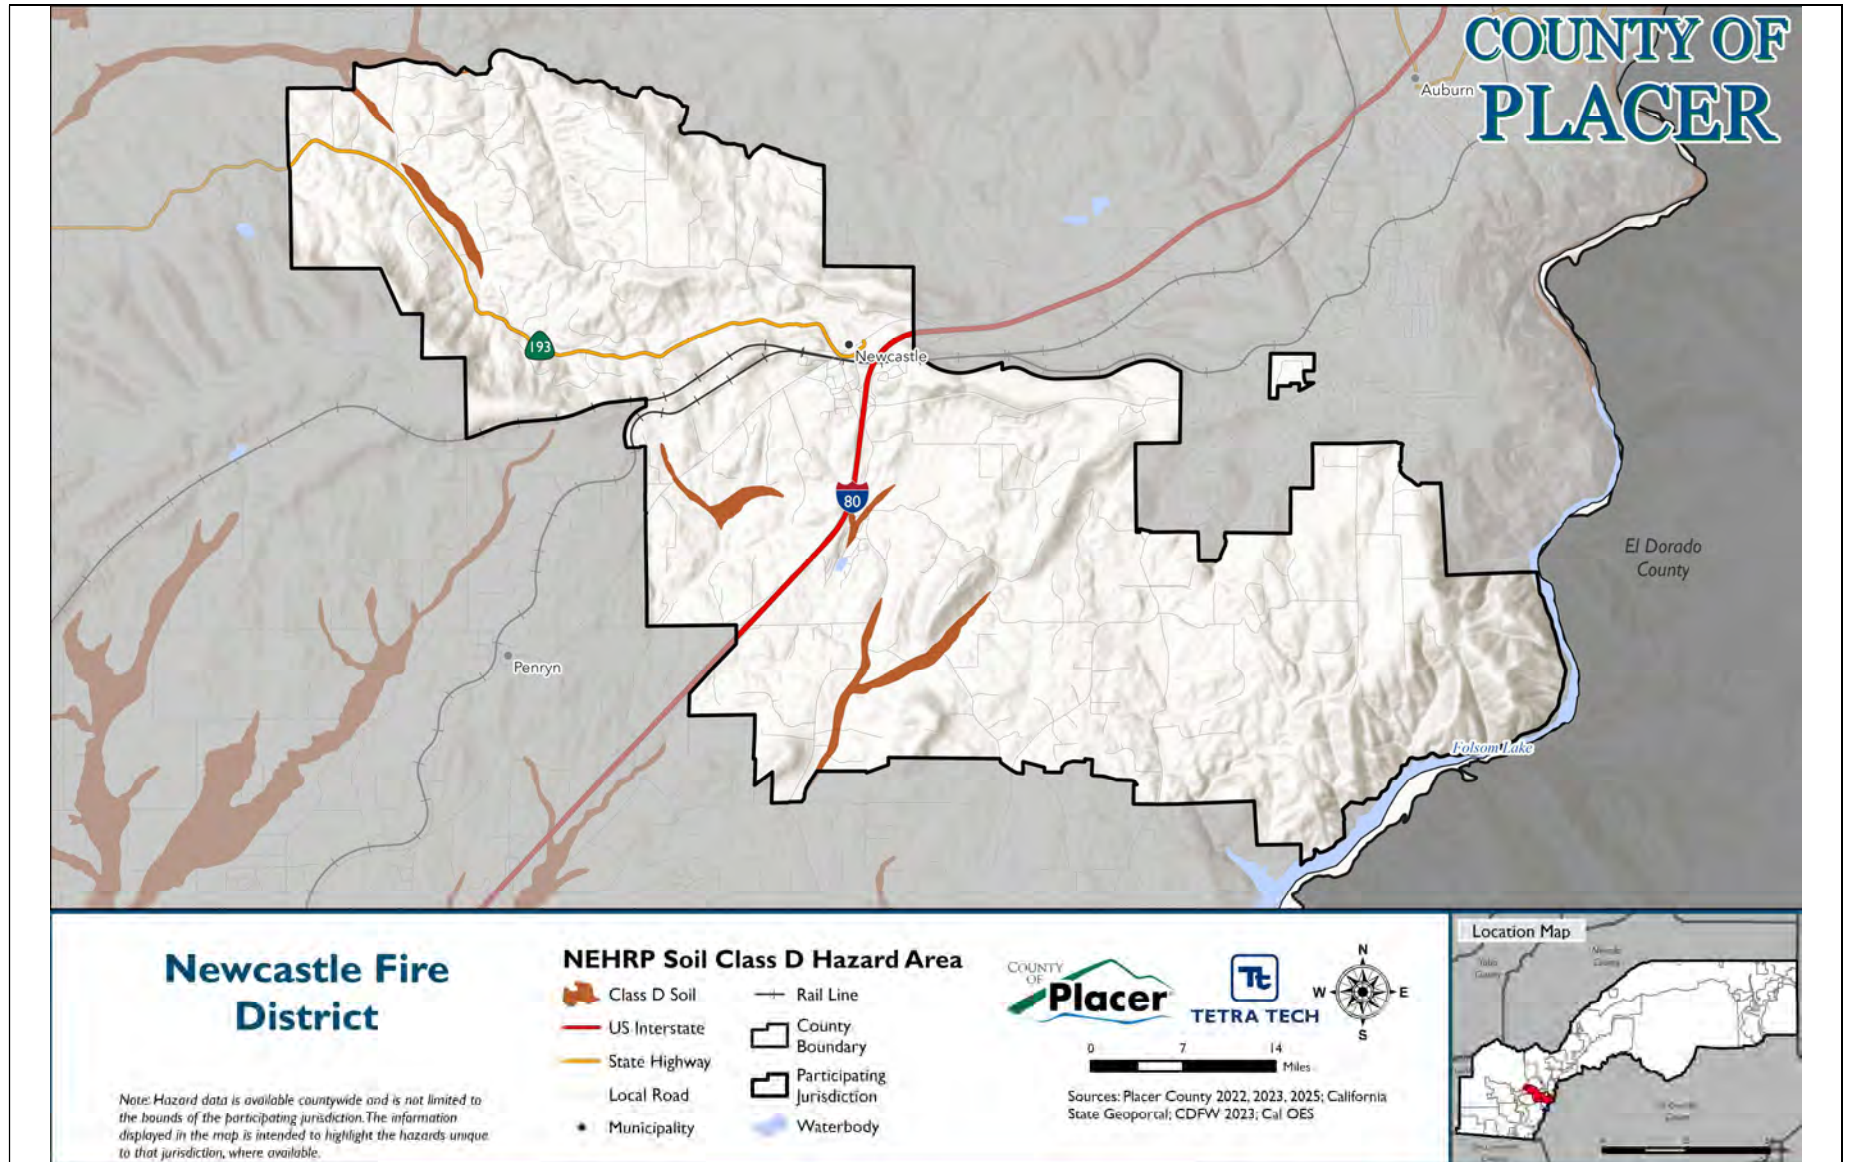 COUNTY OF
PLACER
Auburn
193
Newcastle
80
El Dorado
County
Penryn
Folsom Lake
Newcastle Fire
District
Note: Hazard data is available countywide and is not limited to
the bounds of the participating jurisdiction. The information
displayed in the map is intended to highlight the hazards unique
to that jurisdiction, where available.
NEHRP Soil Class D Hazard Area
Class D Soil
US Interstate
State Highway
Local Road
Municipality
Rail Line
County
Boundary
Participating
Jurisdiction
Waterbody
COUNTY
OF
Placer
Tt
TETRA TECH
N
W
E
S
0 7 14
Miles
Sources: Placer County 2022, 2023, 2025; California
State Geoportal; CDFW 2023; Cal OES
Location Map
Nevada
County
County